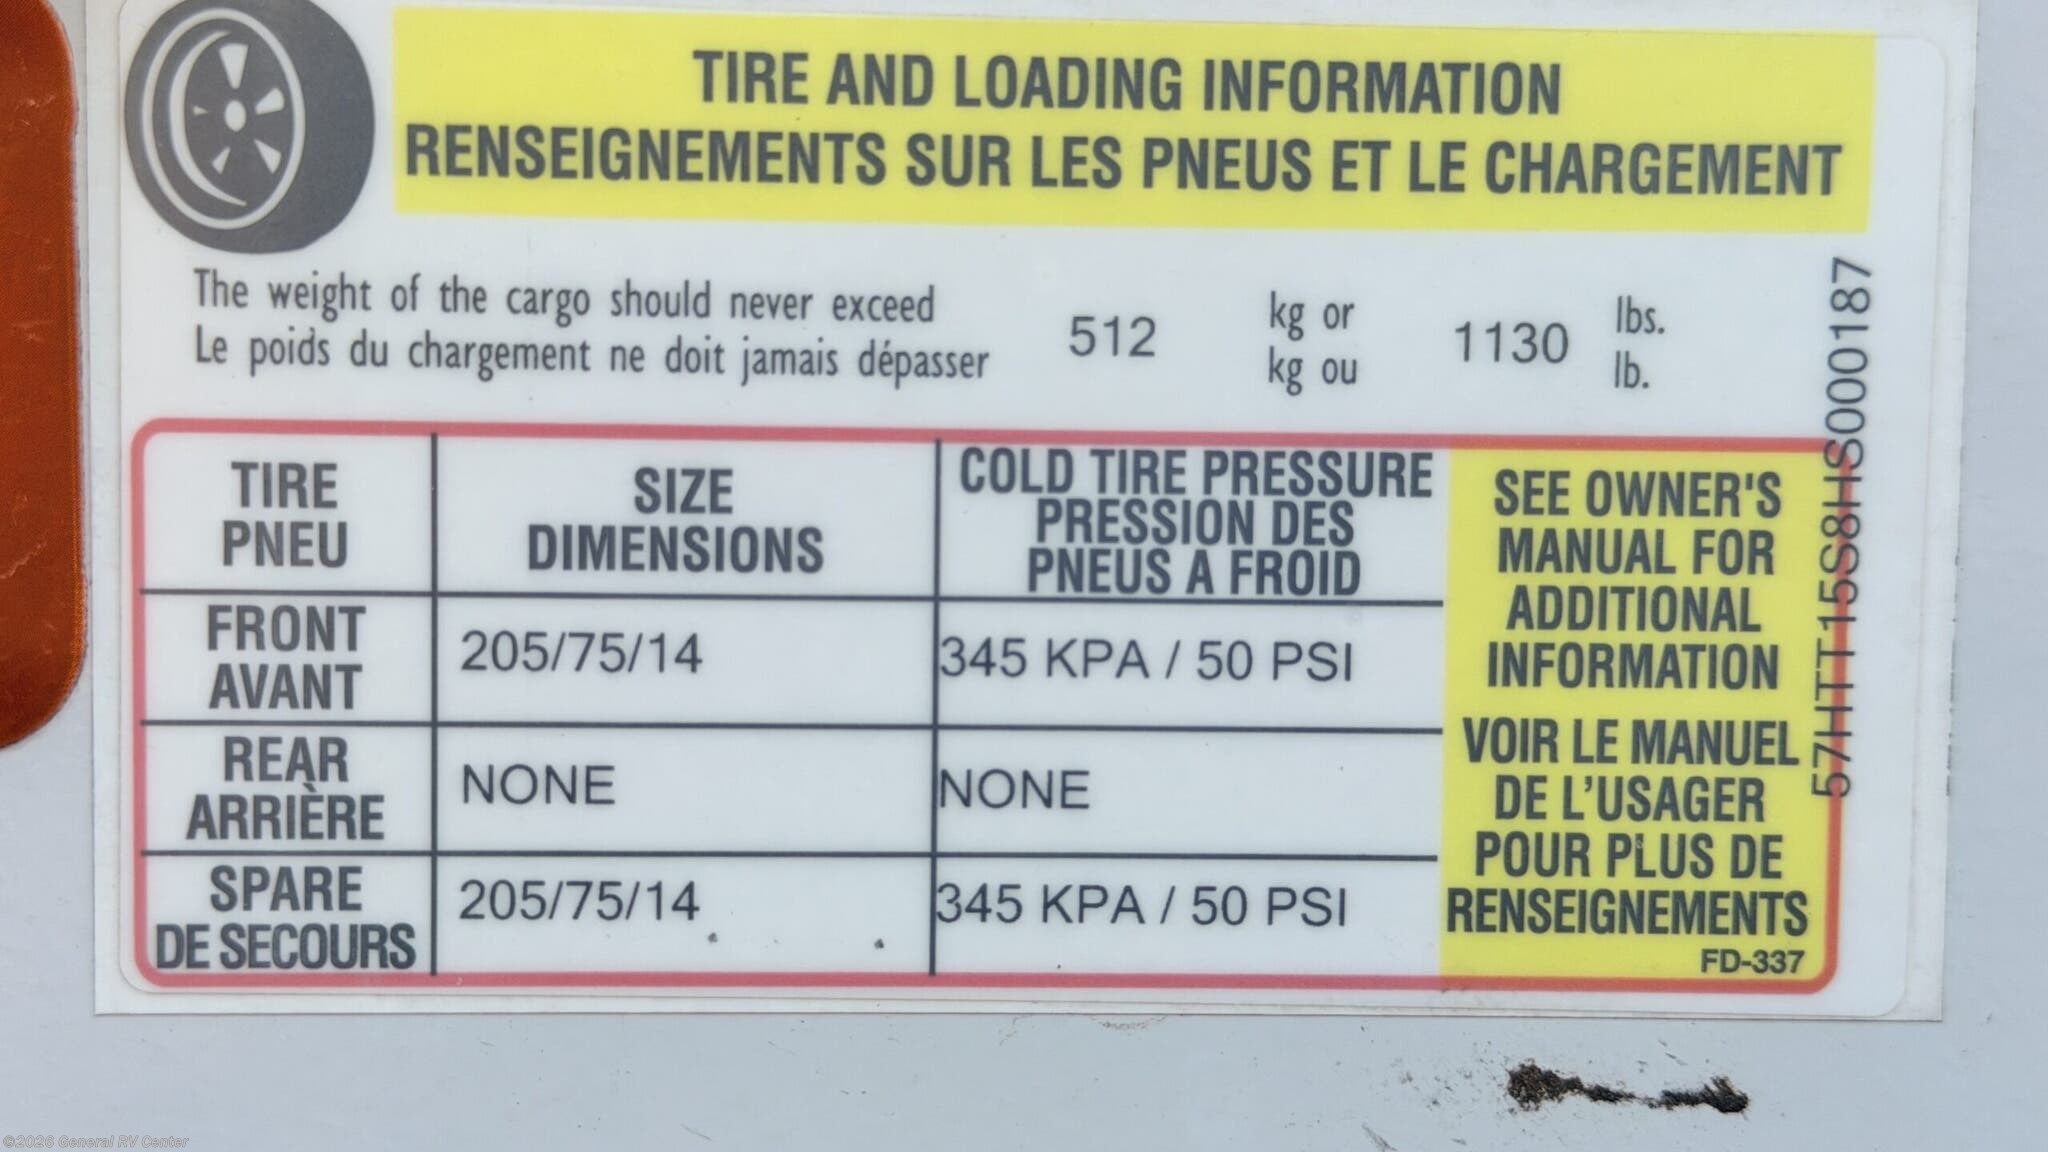 TIRE AND LOADING INFORMATION
RENSEIGNEMENTS SUR LES PNEUS ET LE CHARGEMENT
The weight of the cargo should never exceed 512 kg or 1130 lbs.
Le poids du chargement ne doit jamais dépasser kg ou lb.
TIRE
PNEU
SIZE
DIMENSIONS
COLD TIRE PRESSURE
PRESSION DES
PNEUS A FROID
FRONT
AVANT
205/75/14
345 KPA / 50 PSI
REAR
ARRIÈRE
NONE
NONE
SPARE
DE SECOURS
205/75/14
345 KPA / 50 PSI
SEE OWNER'S
MANUAL FOR
ADDITIONAL
INFORMATION
VOIR LE MANUEL
DE L'USAGER
POUR PLUS DE
RENSEIGNEMENTS
FD-337
57HTT15S8HS000187
©2026 General RV Center